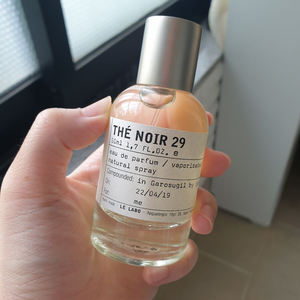 THÉ NOIR 29
50ml 1,7 FL.OZ. e
eau de parfum / vaporisateur
natural spray
Compounded in Garosugil by
For 22/04/19
me
LE LABO